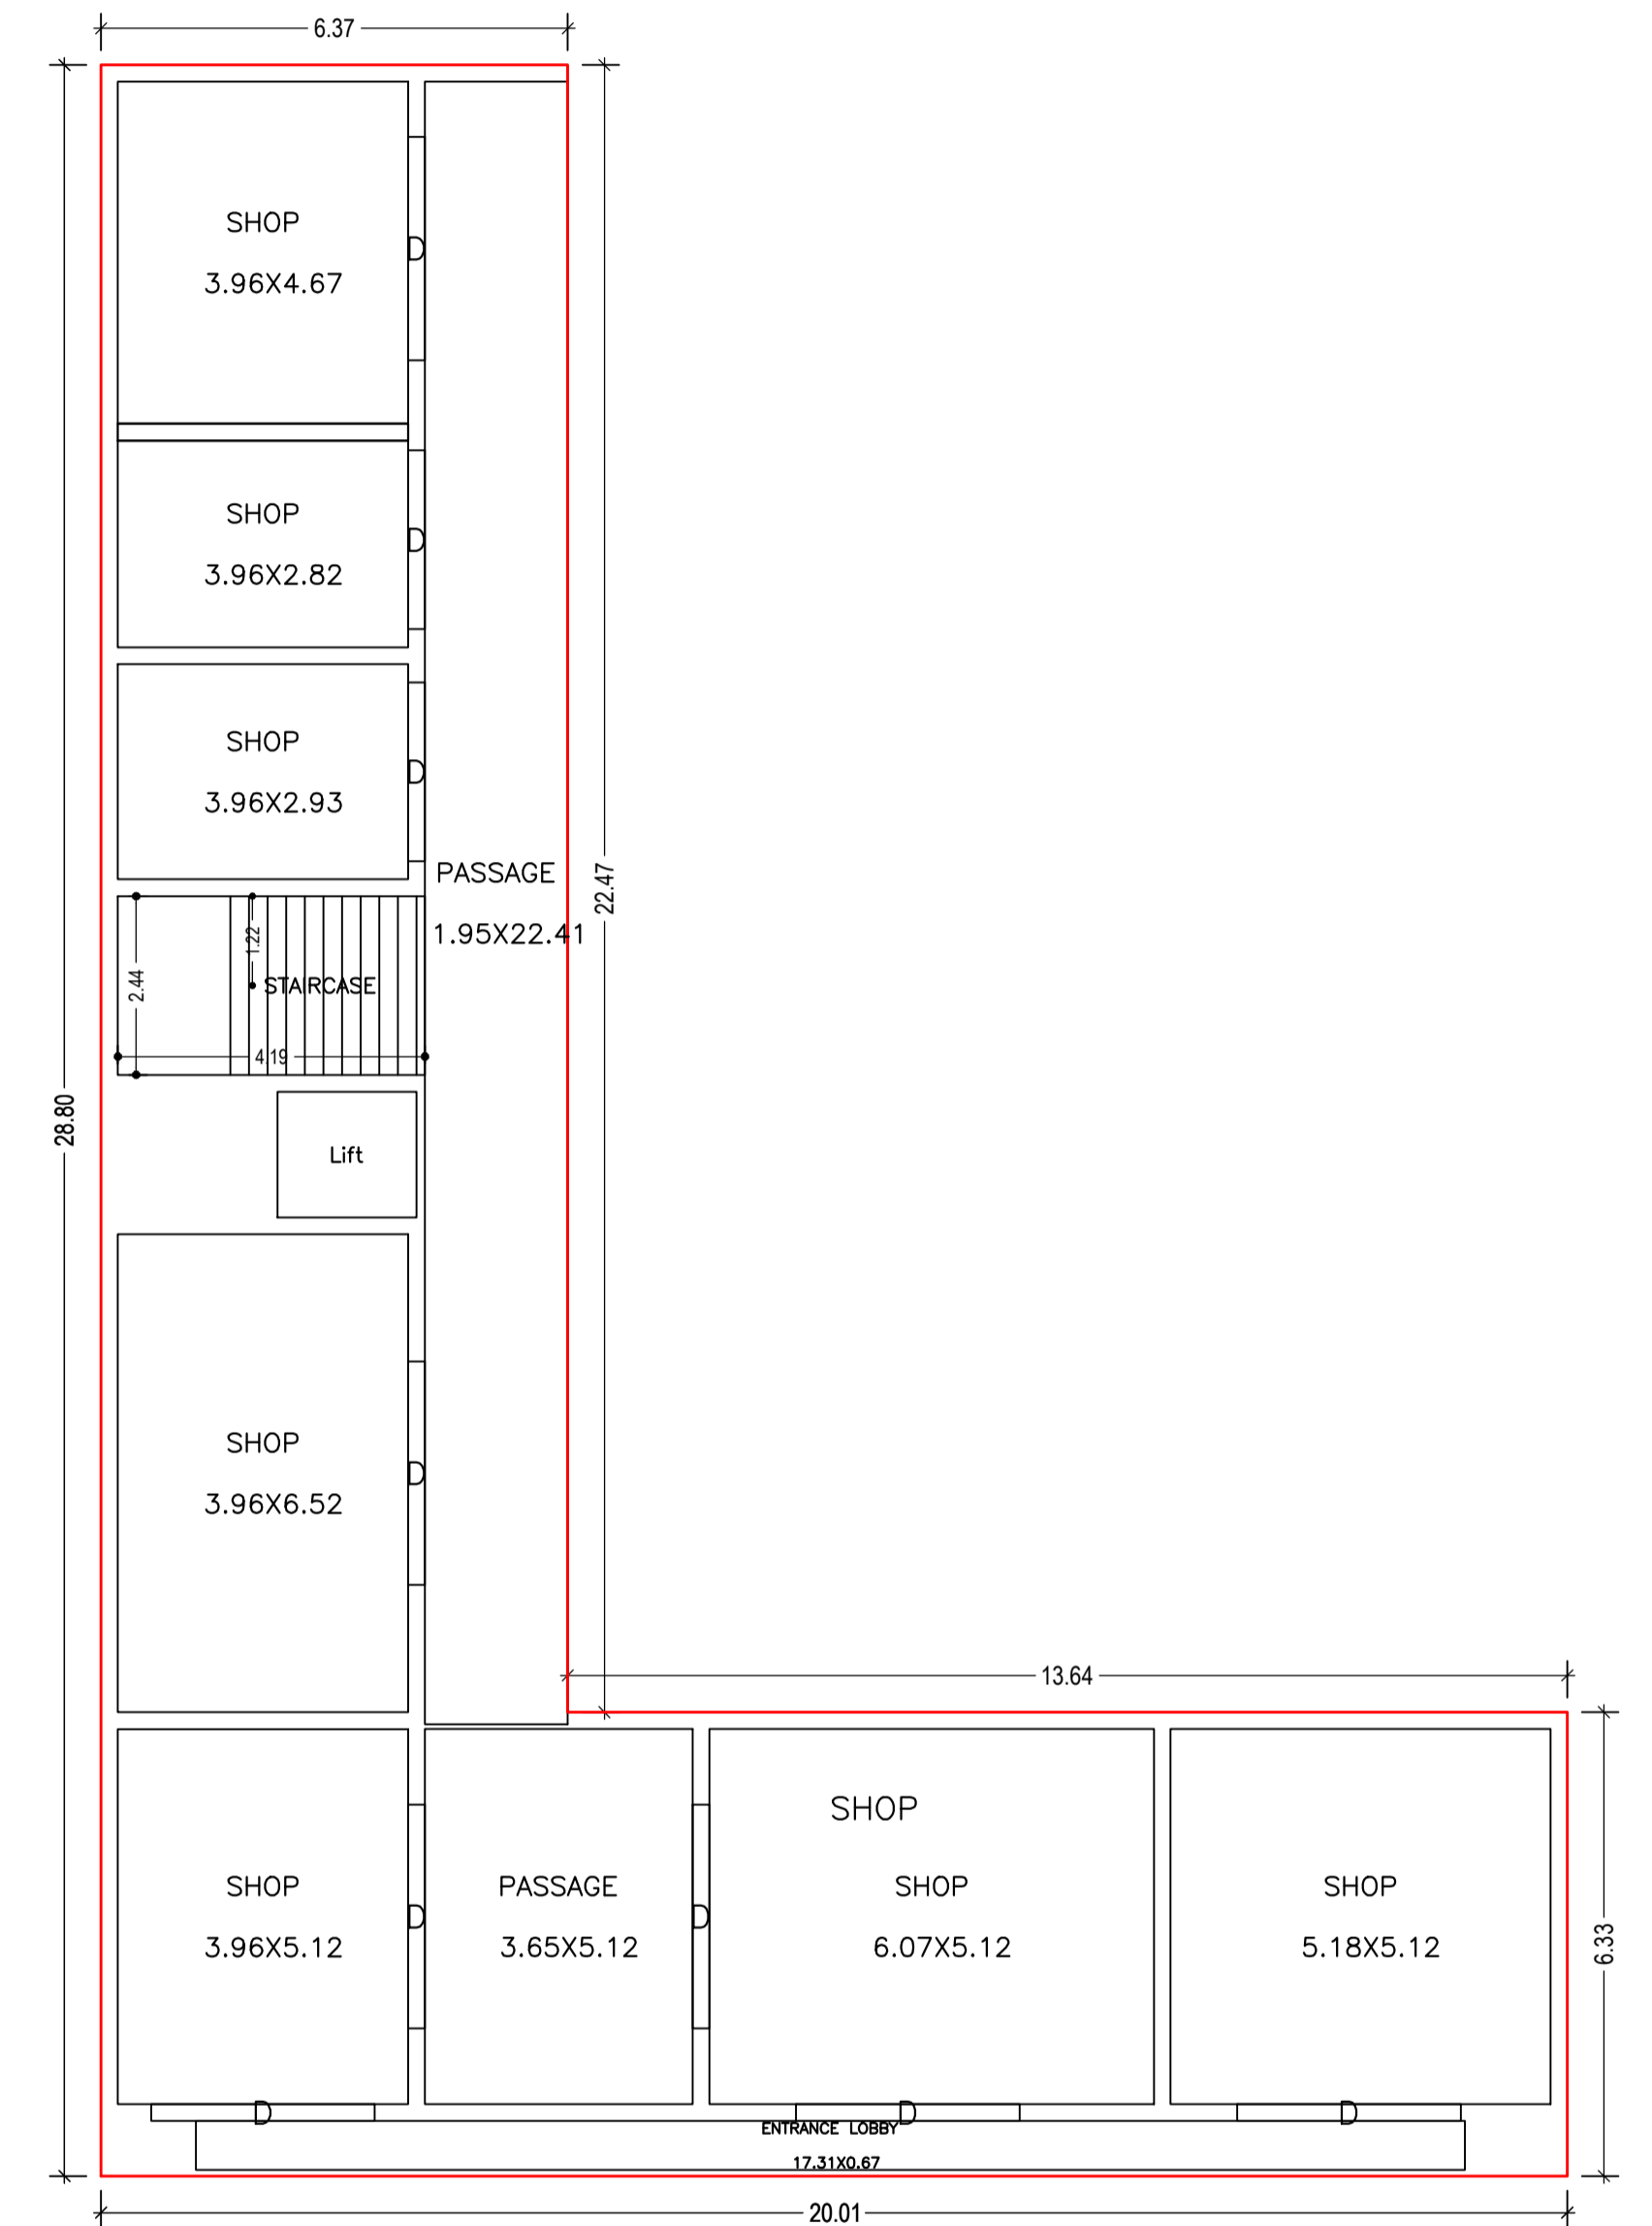 6.37
SHOP
3.96X4.67
D
SHOP
3.96X2.82
D
SHOP
3.96X2.93
D
PASSAGE
1.95X22.41
22.47
1.22
2.44
STAIRCASE
4.19
28.80
Lift
SHOP
3.96X6.52
D
13.64
SHOP
SHOP
3.96X5.12
D
PASSAGE
3.65X5.12
D
SHOP
6.07X5.12
SHOP
5.18X5.12
6.33
D
D
D
ENTRANCE LOBBY
17.31X0.67
20.01